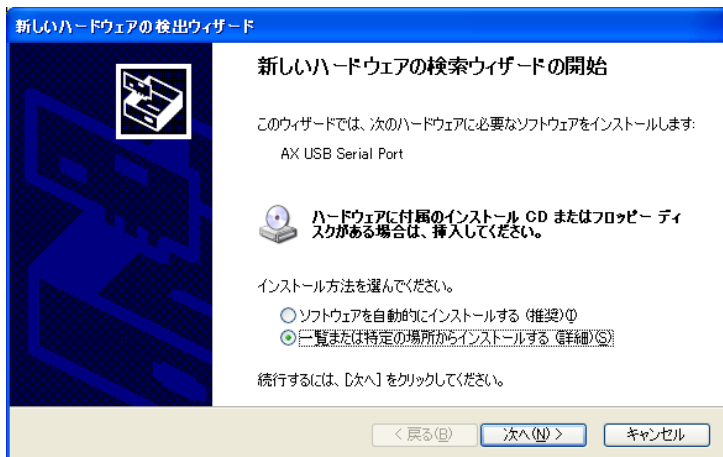 新しいハードウェアの検出ウィザード
新しいハードウェアの検索ウィザードの開始
このウィザードでは、次のハードウェアに必要なソフトウェアをインストールします:
AX USB Serial Port
ハードウェアに付属のインストール CD またはフロッピー ディ
スクがある場合は、挿入してください。
インストール方法を選んでください。
ソフトウェアを自動的にインストールする (推奨)(I)
一覧または特定の場所からインストールする (詳細)(S)
続行するには、[次へ] をクリックしてください。
< 戻る(B)
次へ(N) >
キャンセル